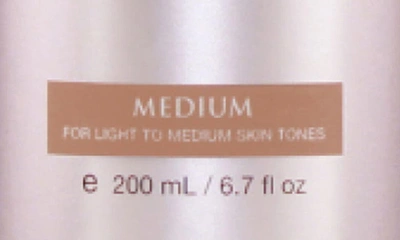 MEDIUM
FOR LIGHT TO MEDIUM SKIN TONES
e 200 mL / 6.7 fl oz